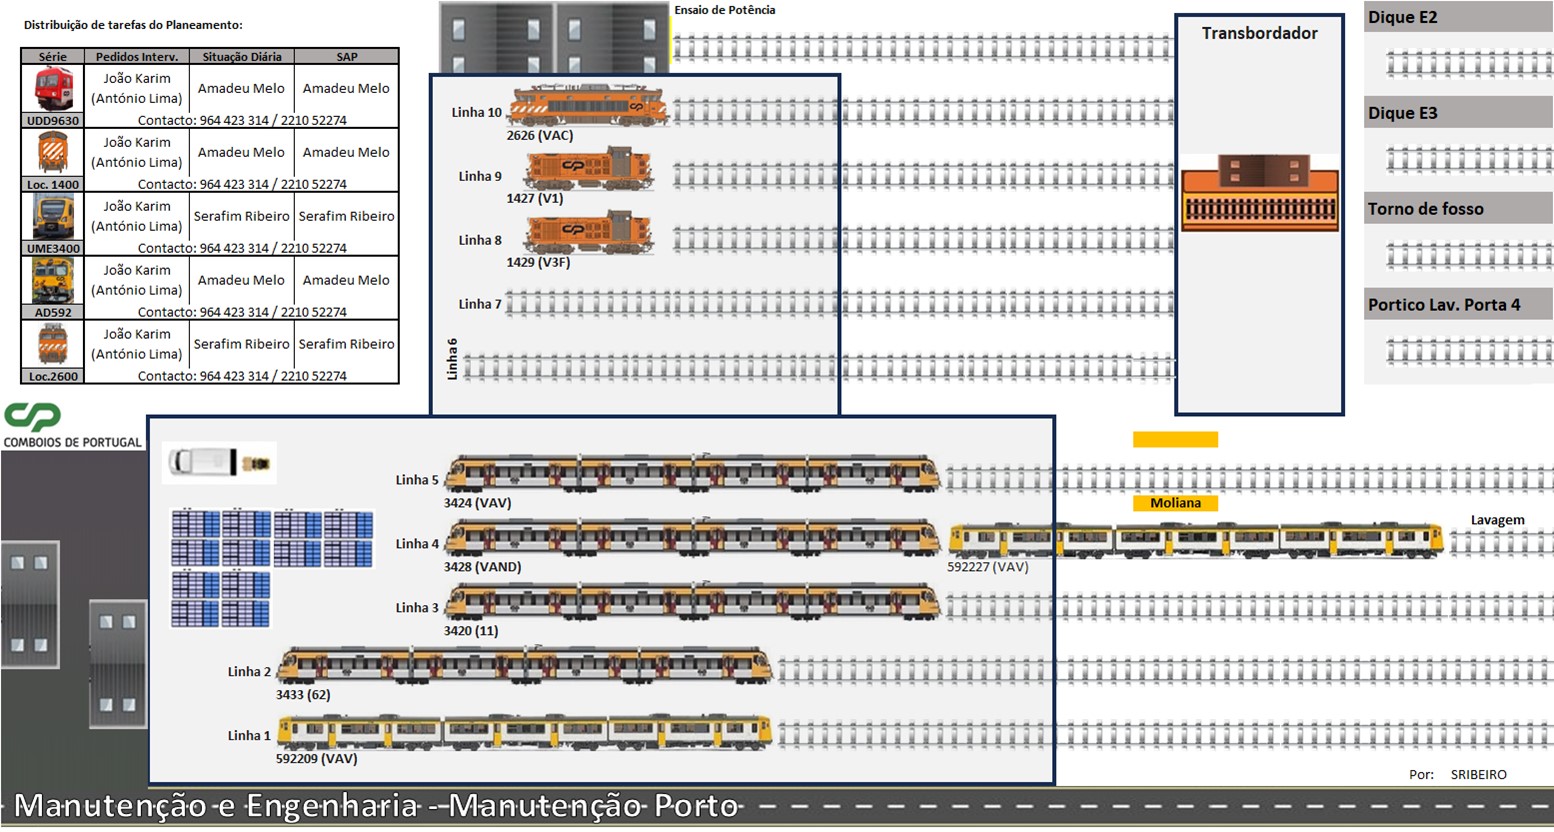 Distribuição de tarefas do Planeamento:
Série Pedidos Interv. Situação Diária SAP
João Karim
(António Lima) Amadeu Melo Amadeu Melo
UDD9630 Contacto: 964 423 314 / 2210 52274
João Karim
(António Lima) Amadeu Melo Amadeu Melo
Loc. 1400 Contacto: 964 423 314 / 2210 52274
João Karim
(António Lima) Serafim Ribeiro Serafim Ribeiro
UME3400 Contacto: 964 423 314 / 2210 52274
João Karim
(António Lima) Amadeu Melo Amadeu Melo
AD592 Contacto: 964 423 314 / 2210 52274
João Karim
(António Lima) Serafim Ribeiro Serafim Ribeiro
Loc.2600 Contacto: 964 423 314 / 2210 52274
CP
COMBOIOS DE PORTUGAL
Ensaio de Potência
Linha 10
2626 (VAC)
Linha 9
1427 (V1)
Linha 8
1429 (V3F)
Linha 7
Linha 6
Transbordador
Dique E2
Dique E3
Torno de fosso
Portico Lav. Porta 4
Linha 5
3424 (VAV)
Moliana
Linha 4
3428 (VAND)
592227 (VAV)
Lavagem
Linha 3
3420 (11)
Linha 2
3433 (62)
Linha 1
592209 (VAV)
Por: SRIBEIRO
Manutenção e Engenharia - Manutenção Porto